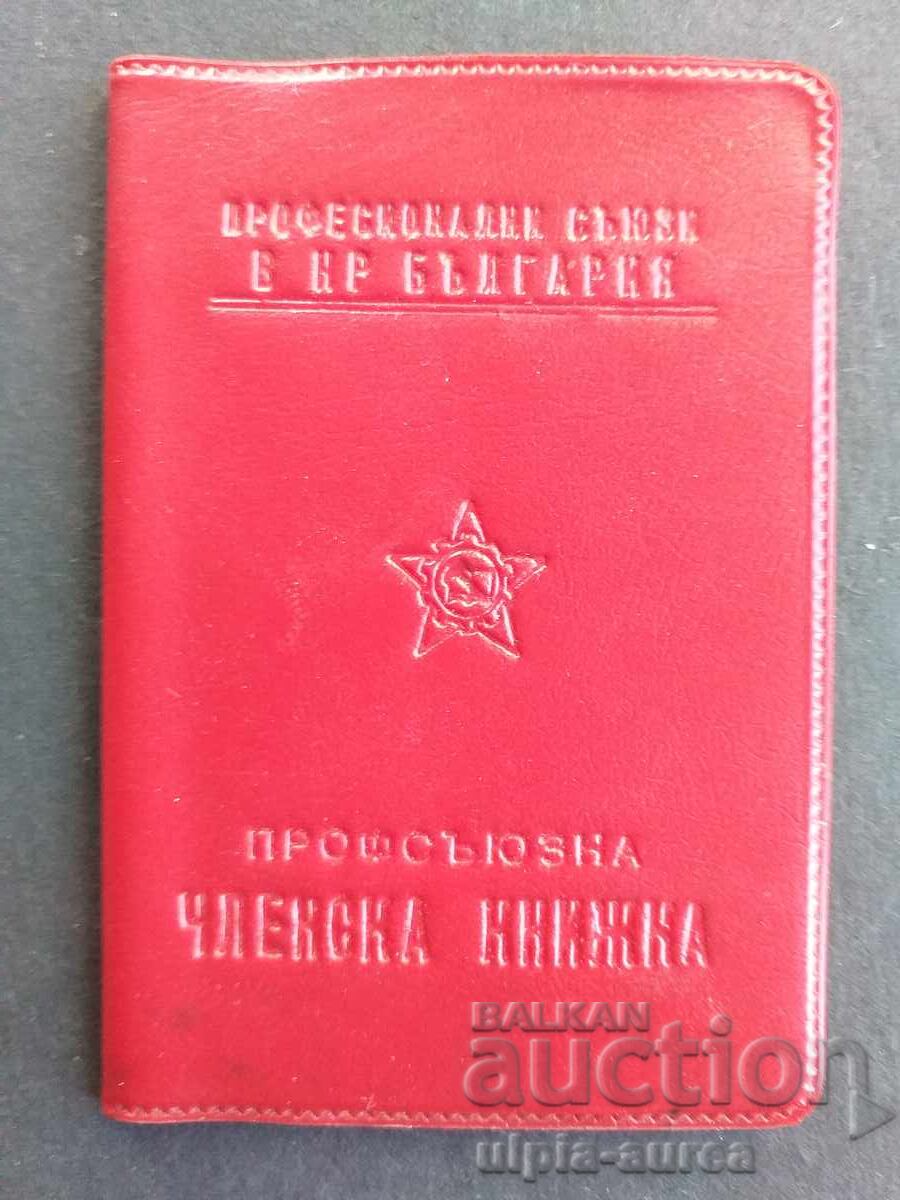 ПРОФЕСИОНАЛНИ СЪЮЗИ
В НР БЪЛГАРИЯ
ПРОФСЪЮЗНА
ЧЛЕНСКА КНИЖКА
BALKAN
auction
ulpia-aurea